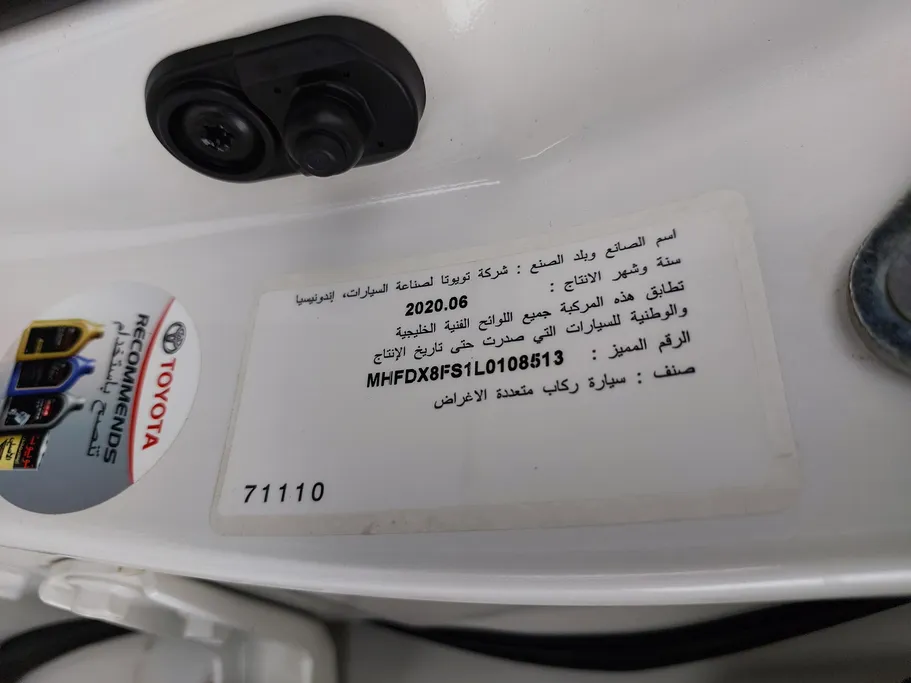 اسم الصانع وبلد الصنع : شركة تويوتا لصناعة السيارات، إندونيسيا
سنة وشهر الانتاج : 2020.06
تطابق هذه المركبة جميع اللوائح الفنية الخليجية
والوطنية للسيارات التي صدرت حتى تاريخ الإنتاج
الرقم المميز : MHFDX8FS1L0108513
صنف : سيارة ركاب متعددة الاغراض
71110
TOYOTA
RECOMMENDS
تنصح باستخدام